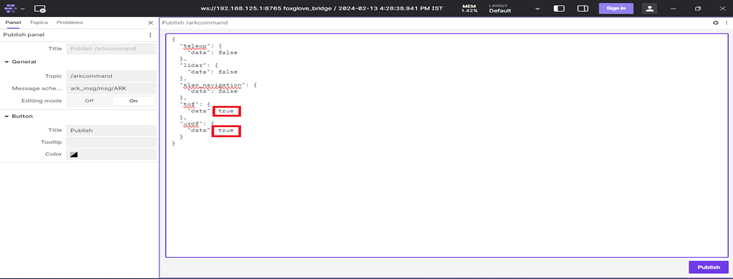 ws://192.168.125.1:8765 foxglove_bridge / 2024-02-13 4:28:38.941 PM IST
MEM
1.42%
LAYOUT
Default
Sign in
Panel Topics Problems
Publish /arkcommand
Publish panel
Title Publish /arkcommand
General
Topic /arkcommand
Message sche... ark_msg/msg/ARK
Editing mode Off On
Button
Title Publish
Tooltip
Color
{
"teleop": {
"data": false
},
"lidar": {
"data": false
},
"slam_navigation": {
"data": false
},
"tof": {
"data": true
},
"urdf": {
"data": true
}
}
Publish